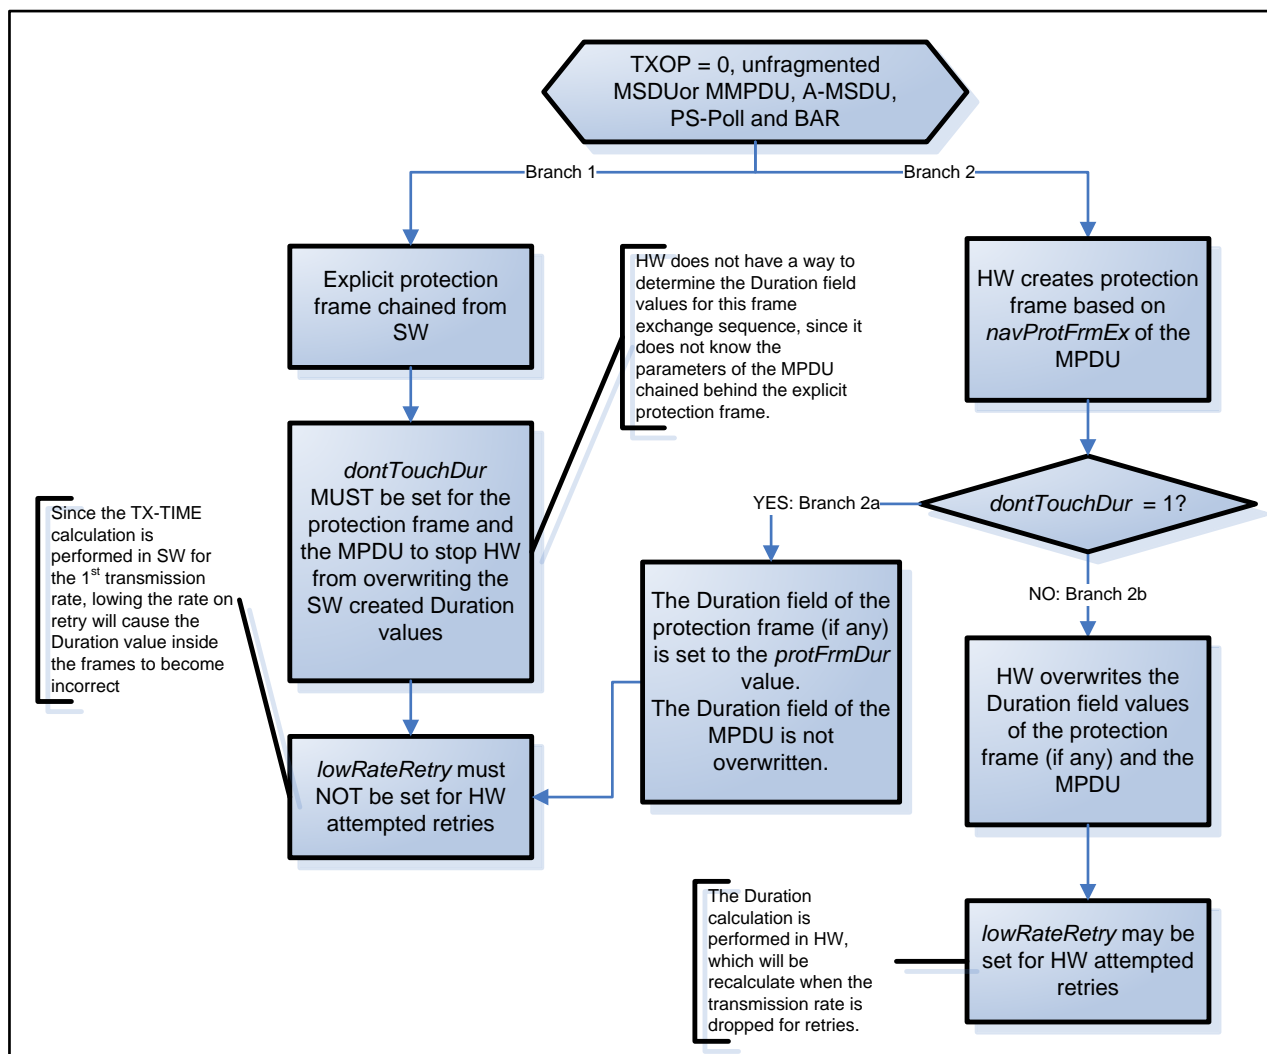 TXOP = 0, unfragmented
MSDUor MMPDU, A-MSDU,
PS-Poll and BAR
Branch 1
Branch 2
Explicit protection
frame chained from
SW
HW does not have a way to
determine the Duration field
values for this frame
exchange sequence, since it
does not know the
parameters of the MPDU
chained behind the explicit
protection frame.
HW creates protection
frame based on
navProtFrmEx of the
MPDU
dontTouchDur
MUST be set for the
protection frame and
the MPDU to stop HW
from overwriting the
SW created Duration
values
YES: Branch 2a
dontTouchDur = 1?
Since the TX-TIME
calculation is
performed in SW for
the 1st transmission
rate, lowing the rate on
retry will cause the
Duration value inside
the frames to become
incorrect
NO: Branch 2b
The Duration field of the
protection frame (if any)
is set to the protFrmDur
value.
The Duration field of the
MPDU is not
overwritten.
HW overwrites the
Duration field values
of the protection
frame (if any) and the
MPDU
lowRateRetry must
NOT be set for HW
attempted retries
The Duration
calculation is
performed in HW,
which will be
recalculate when the
transmission rate is
dropped for retries.
lowRateRetry may be
set for HW attempted
retries